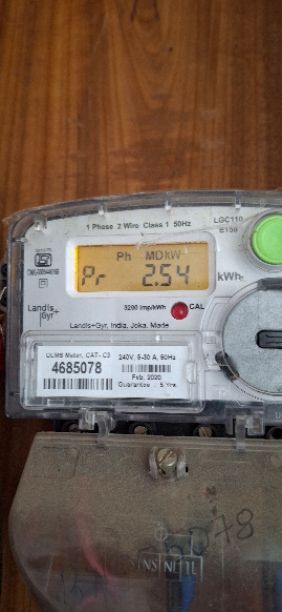 LGC110
1 Phase 2 Wire Class 1 50Hz
E150
Ph MDkW
Pr 2.54 kWh
3200 imp/kWh CAL
Landis+
Gyr
Landis+Gyr, India, Joka, Made
DLMS Meter, CAT- C3
4685078
240V, 5-30 A, 50Hz
Feb, 2020
Guarantee : 5 Yrs.
5078